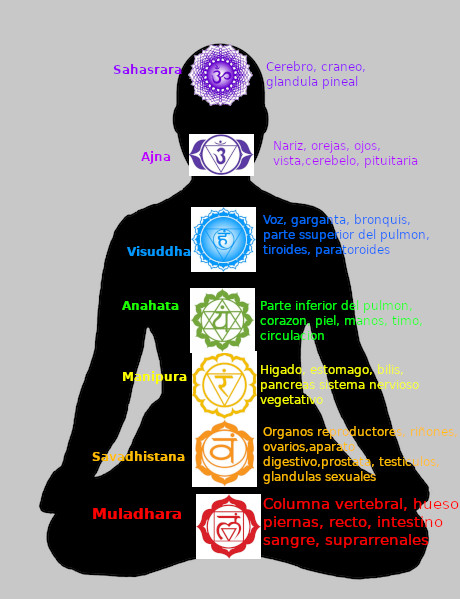 Sahasrara
Cerebro, craneo,
glandula pineal
Ajna
Nariz, orejas, ojos,
vista,cerebelo, pituitaria
Visuddha
Voz, garganta, bronquis,
parte ssuperior del pulmon,
tiroides, paratoroides
Anahata
Parte inferior del pulmon,
corazon, piel, manos, timo,
circulacion
Manipura
Higado, estomago, bilis,
pancreas sistema nervioso
vegetativo
Savadhistana
Organos reproductores, riñones,
ovarios,aparato
digestivo,prostata, testiculos,
glandulas sexuales
Muladhara
Columna vertebral, hueso
piernas, recto, intestino
sangre, suprarrenales
ॐ
हं
यं
रं
वं
लं